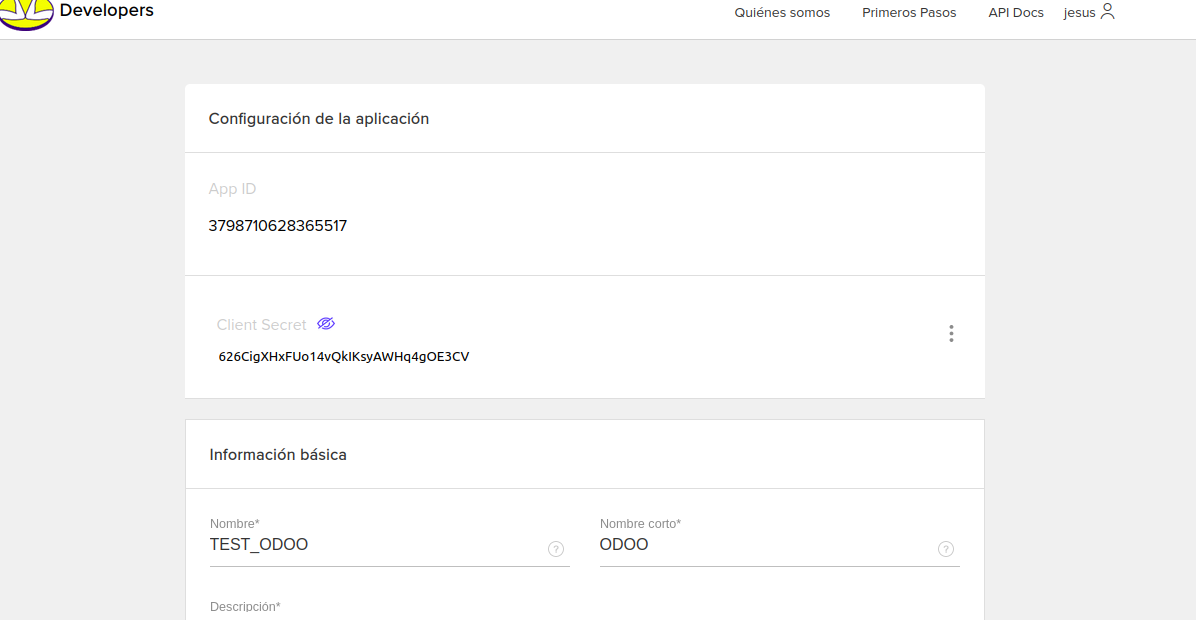 Developers
Quiénes somos Primeros Pasos API Docs jesus
Configuración de la aplicación
App ID
3798710628365517
Client Secret
626CigXHxFUo14vQkIKsyAWHq4gOE3CV
Información básica
Nombre* Nombre corto*
TEST_ODOO ? ODOO ?
Descripción*